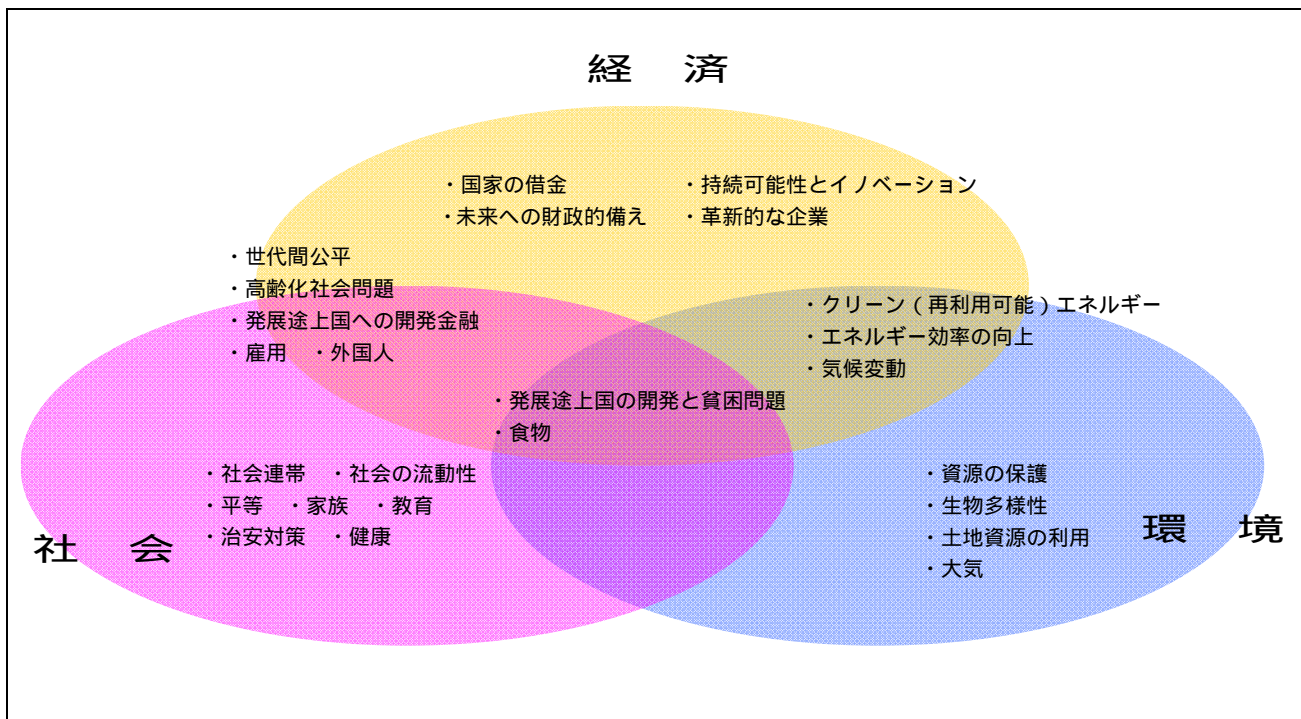 経　済
・国家の借金　・持続可能性とイノベーション
・未来への財政的備え　・革新的な企業
・世代間公平
・高齢化社会問題
・発展途上国への開発金融
・雇用　・外国人
・クリーン（再利用可能）エネルギー
・エネルギー効率の向上
・気候変動
・発展途上国の開発と貧困問題
・食物
・社会連帯　・社会の流動性
・平等　・家族　・教育
・治安対策　・健康
社　会
・資源の保護
・生物多様性
・土地資源の利用
・大気
環　境